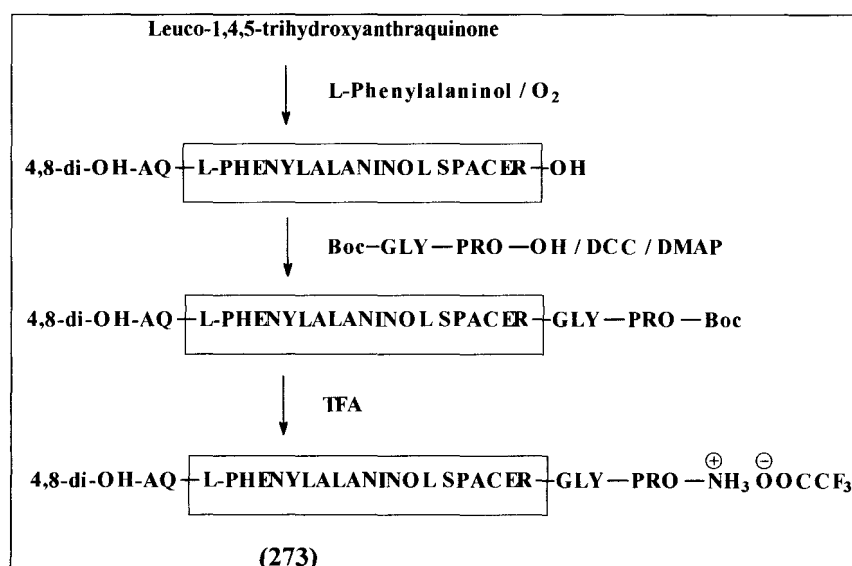 Leuco-1,4,5-trihydroxyanthraquinone
L-Phenylalaninol / O₂
4,8-di-OH-AQ—L-PHENYLALANINOL SPACER—OH
Boc—GLY—PRO—OH / DCC / DMAP
4,8-di-OH-AQ—L-PHENYLALANINOL SPACER—GLY—PRO—Boc
TFA
4,8-di-OH-AQ—L-PHENYLALANINOL SPACER—GLY—PRO—N⊕H₃ O⊖OCCF₃
(273)